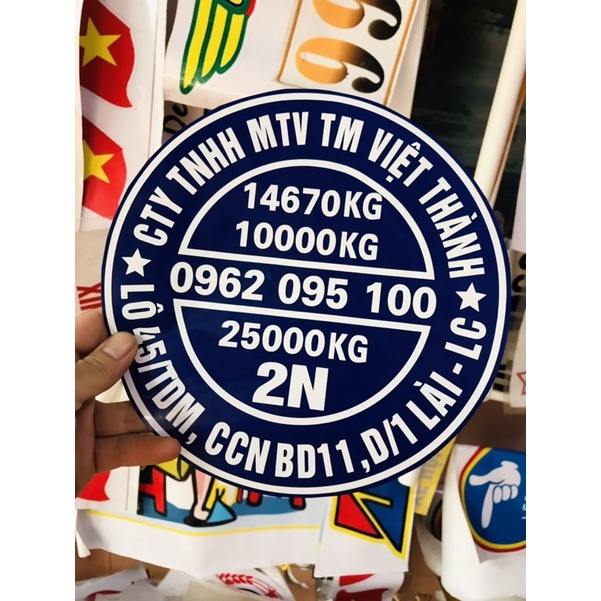 CTY TNHH MTV TM VIỆT THÀNH
14670KG
10000KG
0962 095 100
25000KG
2N
LÔ 45/TDM, CCN BD11, D/1 LÀI - LC
99